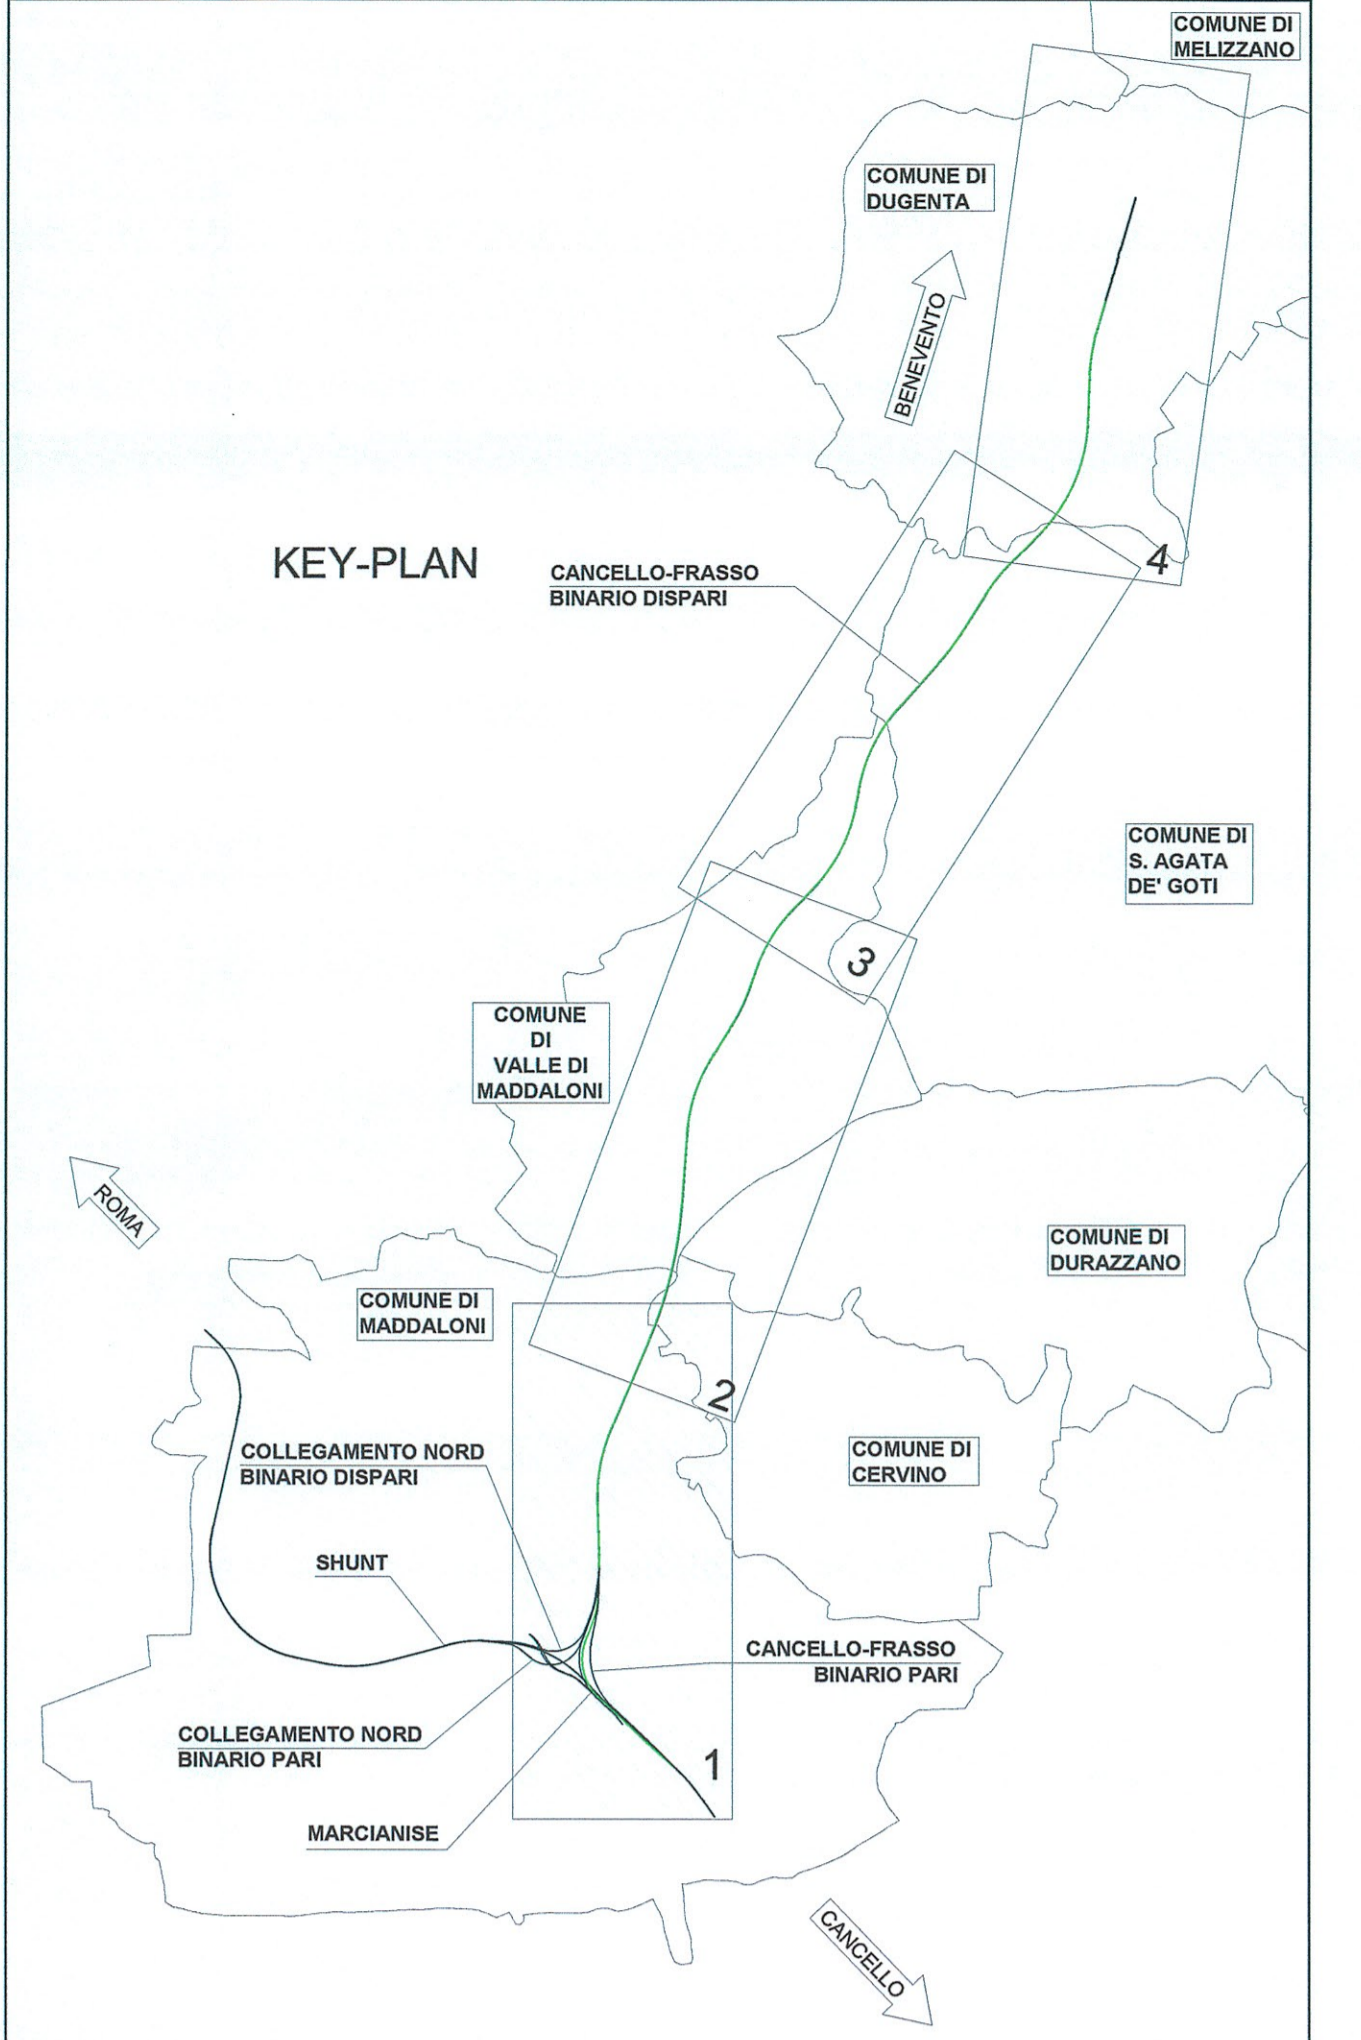 COMUNE DI
MELIZZANO
COMUNE DI
DUGENTA
BENEVENTO
KEY-PLAN
CANCELLO-FRASSO
BINARIO DISPARI
4
COMUNE DI
S. AGATA
DE' GOTI
3
COMUNE
DI
VALLE DI
MADDALONI
ROMA
COMUNE DI
DURAZZANO
COMUNE DI
MADDALONI
2
COLLEGAMENTO NORD
BINARIO DISPARI
COMUNE DI
CERVINO
SHUNT
CANCELLO-FRASSO
BINARIO PARI
COLLEGAMENTO NORD
BINARIO PARI
1
MARCIANISE
CANCELLO